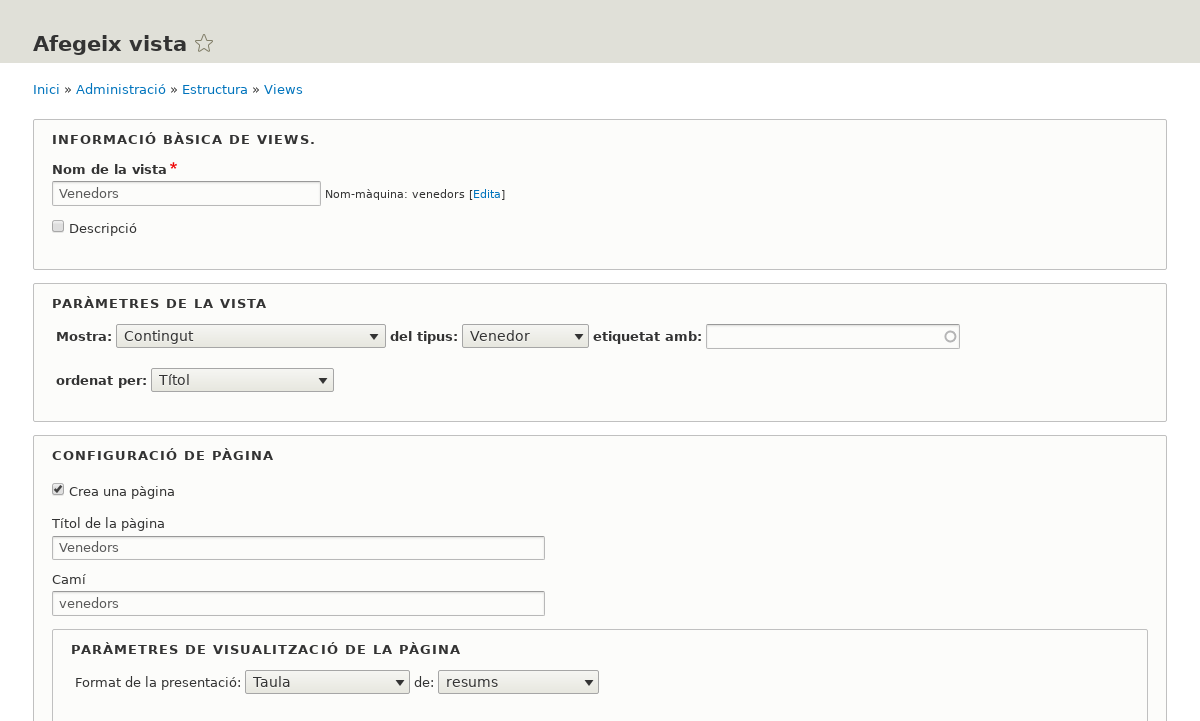 Afegeix vista
Inici » Administració » Estructura » Views
INFORMACIÓ BÀSICA DE VIEWS.
Nom de la vista*
Venedors Nom-màquina: venedors [Edita]
Descripció
PARÀMETRES DE LA VISTA
Mostra: Contingut del tipus: Venedor etiquetat amb:
ordenat per: Títol
CONFIGURACIÓ DE PÀGINA
Crea una pàgina
Títol de la pàgina
Venedors
Camí
venedors
PARÀMETRES DE VISUALITZACIÓ DE LA PÀGINA
Format de la presentació: Taula de: resums